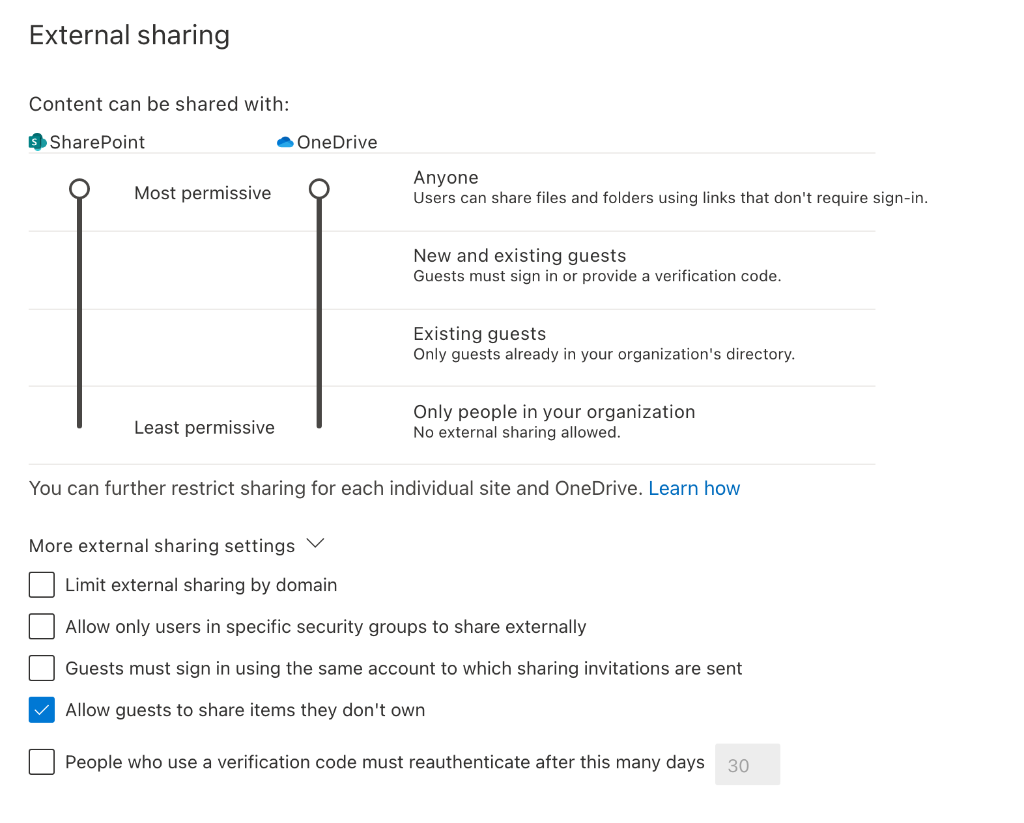 External sharing
Content can be shared with:
SharePoint
OneDrive
Most permissive
Anyone
Users can share files and folders using links that don't require sign-in.
New and existing guests
Guests must sign in or provide a verification code.
Existing guests
Only guests already in your organization's directory.
Least permissive
Only people in your organization
No external sharing allowed.
You can further restrict sharing for each individual site and OneDrive. Learn how
More external sharing settings
Limit external sharing by domain
Allow only users in specific security groups to share externally
Guests must sign in using the same account to which sharing invitations are sent
Allow guests to share items they don't own
People who use a verification code must reauthenticate after this many days 30